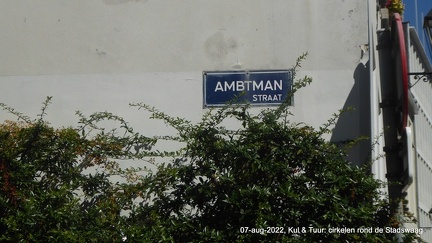 AMBTMAN
STRAAT
07-aug-2022, Kul & Tuur: cirkelen rond de Stadswaag